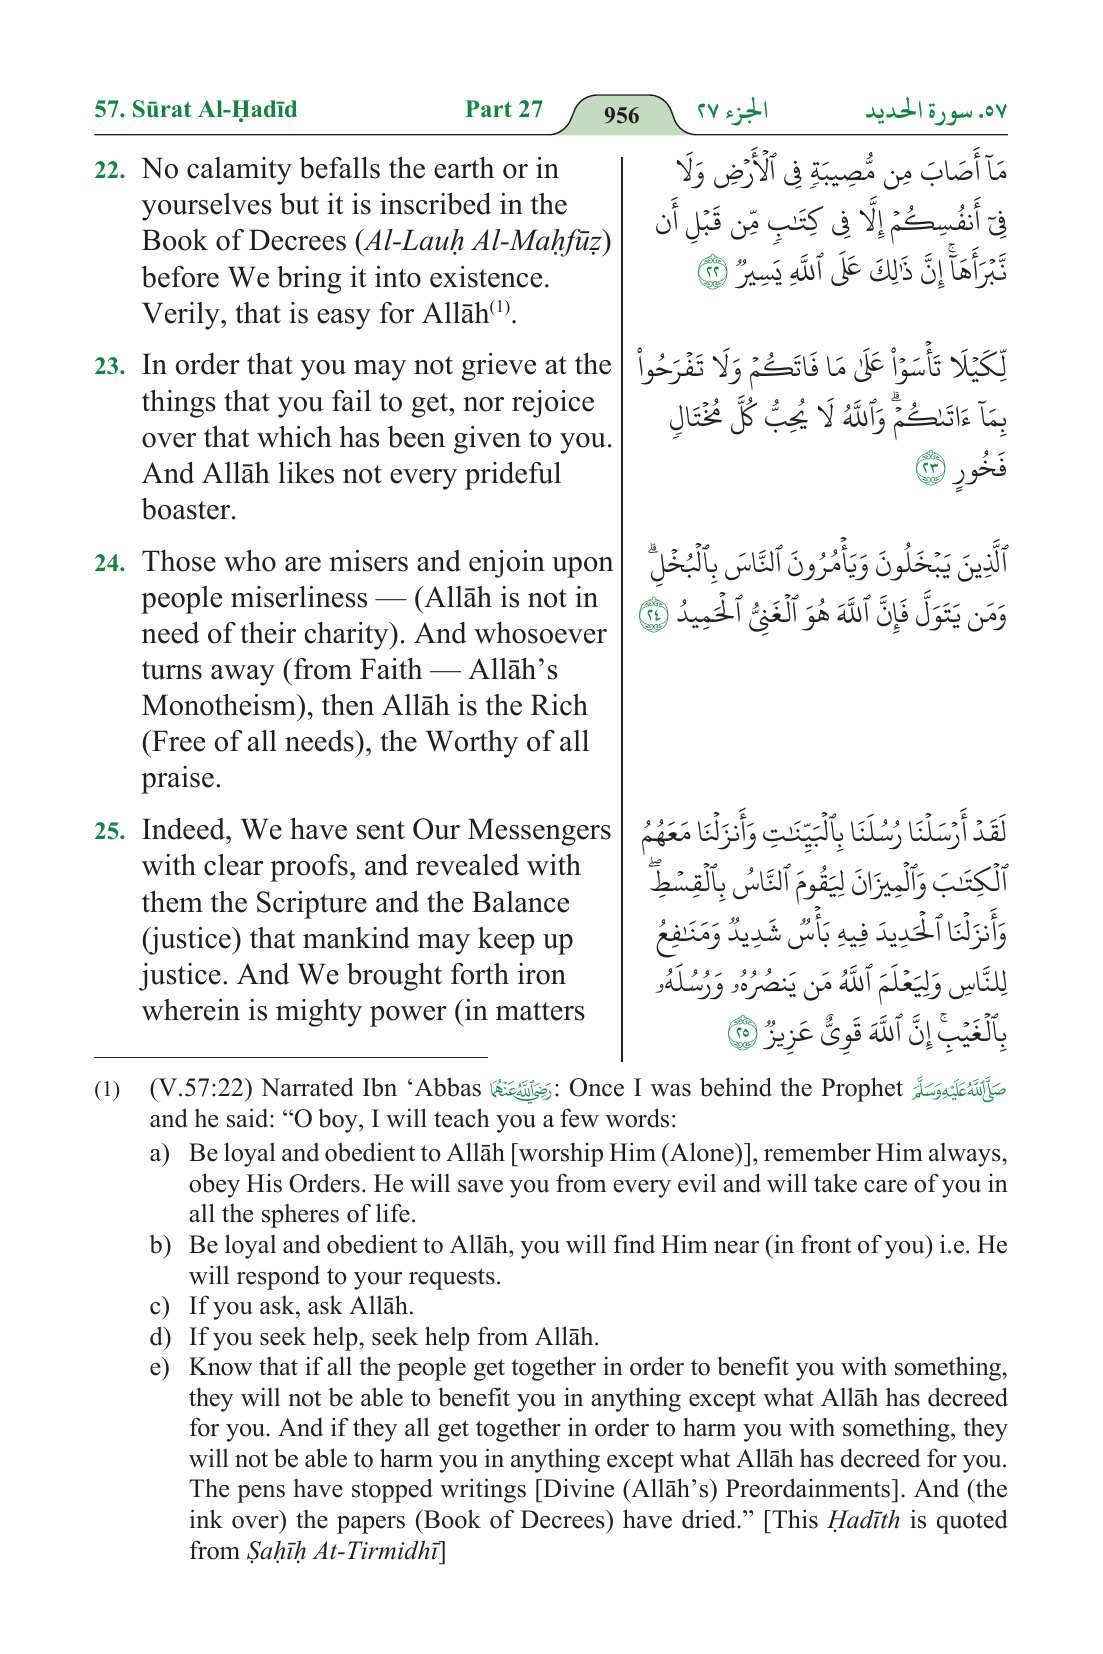 57. Sūrat Al-Ḥadīd Part 27 956 الجزء ٢٧ ٥٧. سورة الحديد
22. No calamity befalls the earth or in
yourselves but it is inscribed in the
Book of Decrees (Al-Lauḥ Al-Maḥfūẓ)
before We bring it into existence.
Verily, that is easy for Allāh(1).
مَآ أَصَابَ مِن مُّصِيبَةٍ فِى ٱلْأَرْضِ وَلَا
فِىٓ أَنفُسِكُمْ إِلَّا فِى كِتَٰبٍ مِّن قَبْلِ أَن
نَّبْرَأَهَآ ۚ إِنَّ ذَٰلِكَ عَلَى ٱللَّهِ يَسِيرٌ ٢٢
23. In order that you may not grieve at the
things that you fail to get, nor rejoice
over that which has been given to you.
And Allāh likes not every prideful
boaster.
لِّكَيْلَا تَأْسَوْا۟ عَلَىٰ مَا فَاتَكُمْ وَلَا تَفْرَحُوا۟
بِمَآ ءَاتَىٰكُمْ ۗ وَٱللَّهُ لَا يُحِبُّ كُلَّ مُخْتَالٍ
فَخُورٍ ٢٣
24. Those who are misers and enjoin upon
people miserliness — (Allāh is not in
need of their charity). And whosoever
turns away (from Faith — Allāh’s
Monotheism), then Allāh is the Rich
(Free of all needs), the Worthy of all
praise.
ٱلَّذِينَ يَبْخَلُونَ وَيَأْمُرُونَ ٱلنَّاسَ بِٱلْبُخْلِ ۗ
وَمَن يَتَوَلَّ فَإِنَّ ٱللَّهَ هُوَ ٱلْغَنِىُّ ٱلْحَمِيدُ ٢٤
25. Indeed, We have sent Our Messengers
with clear proofs, and revealed with
them the Scripture and the Balance
(justice) that mankind may keep up
justice. And We brought forth iron
wherein is mighty power (in matters
لَقَدْ أَرْسَلْنَا رُسُلَنَا بِٱلْبَيِّنَٰتِ وَأَنزَلْنَا مَعَهُمُ
ٱلْكِتَٰبَ وَٱلْمِيزَانَ لِيَقُومَ ٱلنَّاسُ بِٱلْقِسْطِ ۖ
وَأَنزَلْنَا ٱلْحَدِيدَ فِيهِ بَأْسٌ شَدِيدٌ وَمَنَٰفِعُ
لِلنَّاسِ وَلِيَعْلَمَ ٱللَّهُ مَن يَنصُرُهُۥ وَرُسُلَهُۥ
بِٱلْغَيْبِ ۚ إِنَّ ٱللَّهَ قَوِىٌّ عَزِيزٌ ٢٥
(1) (V.57:22) Narrated Ibn ‘Abbas رَضِيَ اللَّهُ عَنْهُمَا: Once I was behind the Prophet صَلَّى اللَّهُ عَلَيْهِ وَسَلَّمَ
and he said: “O boy, I will teach you a few words:
a) Be loyal and obedient to Allāh [worship Him (Alone)], remember Him always,
obey His Orders. He will save you from every evil and will take care of you in
all the spheres of life.
b) Be loyal and obedient to Allāh, you will find Him near (in front of you) i.e. He
will respond to your requests.
c) If you ask, ask Allāh.
d) If you seek help, seek help from Allāh.
e) Know that if all the people get together in order to benefit you with something,
they will not be able to benefit you in anything except what Allāh has decreed
for you. And if they all get together in order to harm you with something, they
will not be able to harm you in anything except what Allāh has decreed for you.
The pens have stopped writings [Divine (Allāh’s) Preordainments]. And (the
ink over) the papers (Book of Decrees) have dried.” [This Ḥadīth is quoted
from Ṣaḥīḥ At-Tirmidhī]